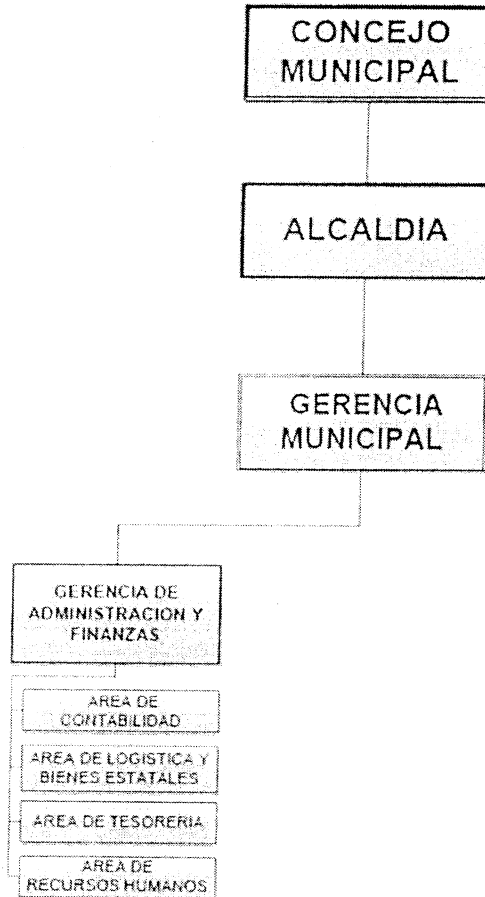 CONCEJO
MUNICIPAL
ALCALDIA
GERENCIA
MUNICIPAL
GERENCIA DE
ADMINISTRACION Y
FINANZAS
AREA DE
CONTABILIDAD
AREA DE LOGISTICA Y
BIENES ESTATALES
AREA DE TESORERIA
AREA DE
RECURSOS HUMANOS